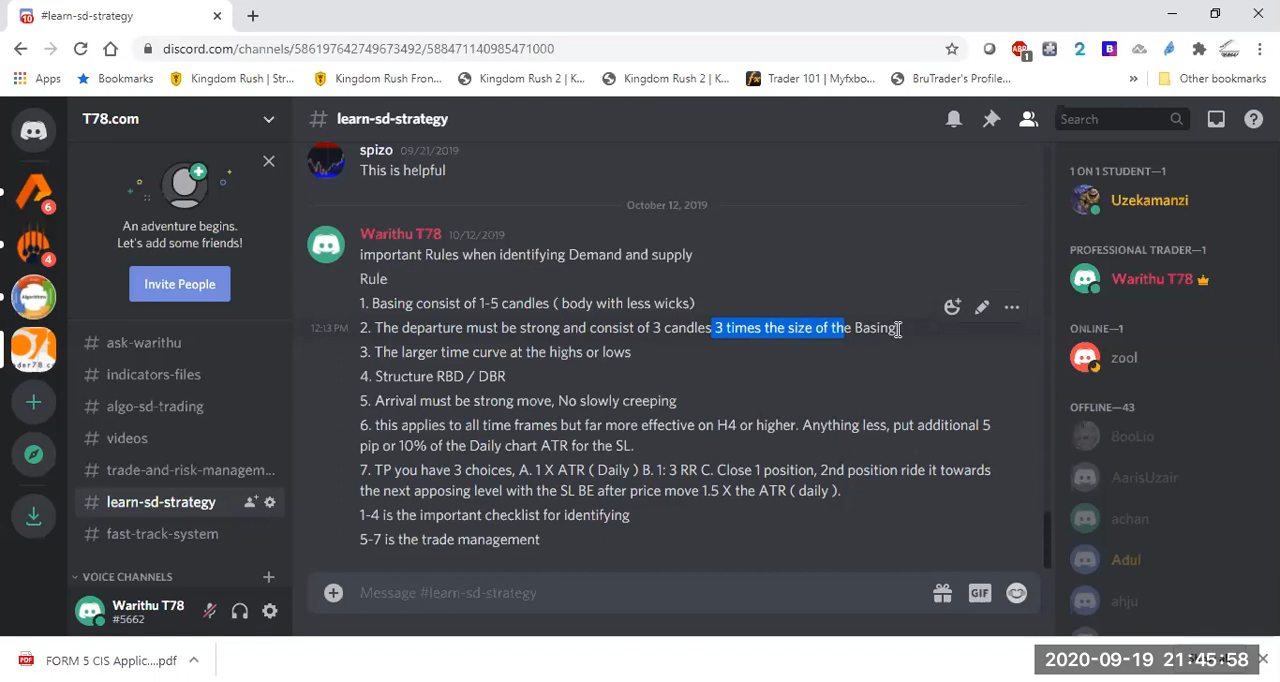 #learn-sd-strategy
discord.com/channels/586197642749673492/588471140985471000
Apps Bookmarks Kingdom Rush | Str... Kingdom Rush Fron... Kingdom Rush 2 | K... Kingdom Rush 2 | K... Trader 101 | Myfxbo... BruTrader's Profile... » Other bookmarks
T78.com
# learn-sd-strategy
Search
An adventure begins.
Let's add some friends!
Invite People
# ask-warithu
# indicators-files
# algo-sd-trading
# videos
# trade-and-risk-managem...
# learn-sd-strategy
# fast-track-system
VOICE CHANNELS
Warithu T78
#5662
6
4
spizo 09/21/2019
This is helpful
October 12, 2019
Warithu T78 10/12/2019
important Rules when identifying Demand and supply
Rule
1. Basing consist of 1-5 candles ( body with less wicks)
12:13 PM 2. The departure must be strong and consist of 3 candles 3 times the size of the Basing
3. The larger time curve at the highs or lows
4. Structure RBD / DBR
5. Arrival must be strong move, No slowly creeping
6. this applies to all time frames but far more effective on H4 or higher. Anything less, put additional 5
pip or 10% of the Daily chart ATR for the SL.
7. TP you have 3 choices, A. 1 X ATR ( Daily ) B. 1: 3 RR C. Close 1 position, 2nd position ride it towards
the next apposing level with the SL BE after price move 1.5 X the ATR ( daily ).
1-4 is the important checklist for identifying
5-7 is the trade management
Message #learn-sd-strategy
GIF
1 ON 1 STUDENT—1
Uzekamanzi
PROFESSIONAL TRADER—1
Warithu T78
ONLINE—1
zool
OFFLINE—43
BooLio
AarisUzair
achan
Adul
ahju
FORM 5 CIS Applic....pdf
2020-09-19 21:45:58